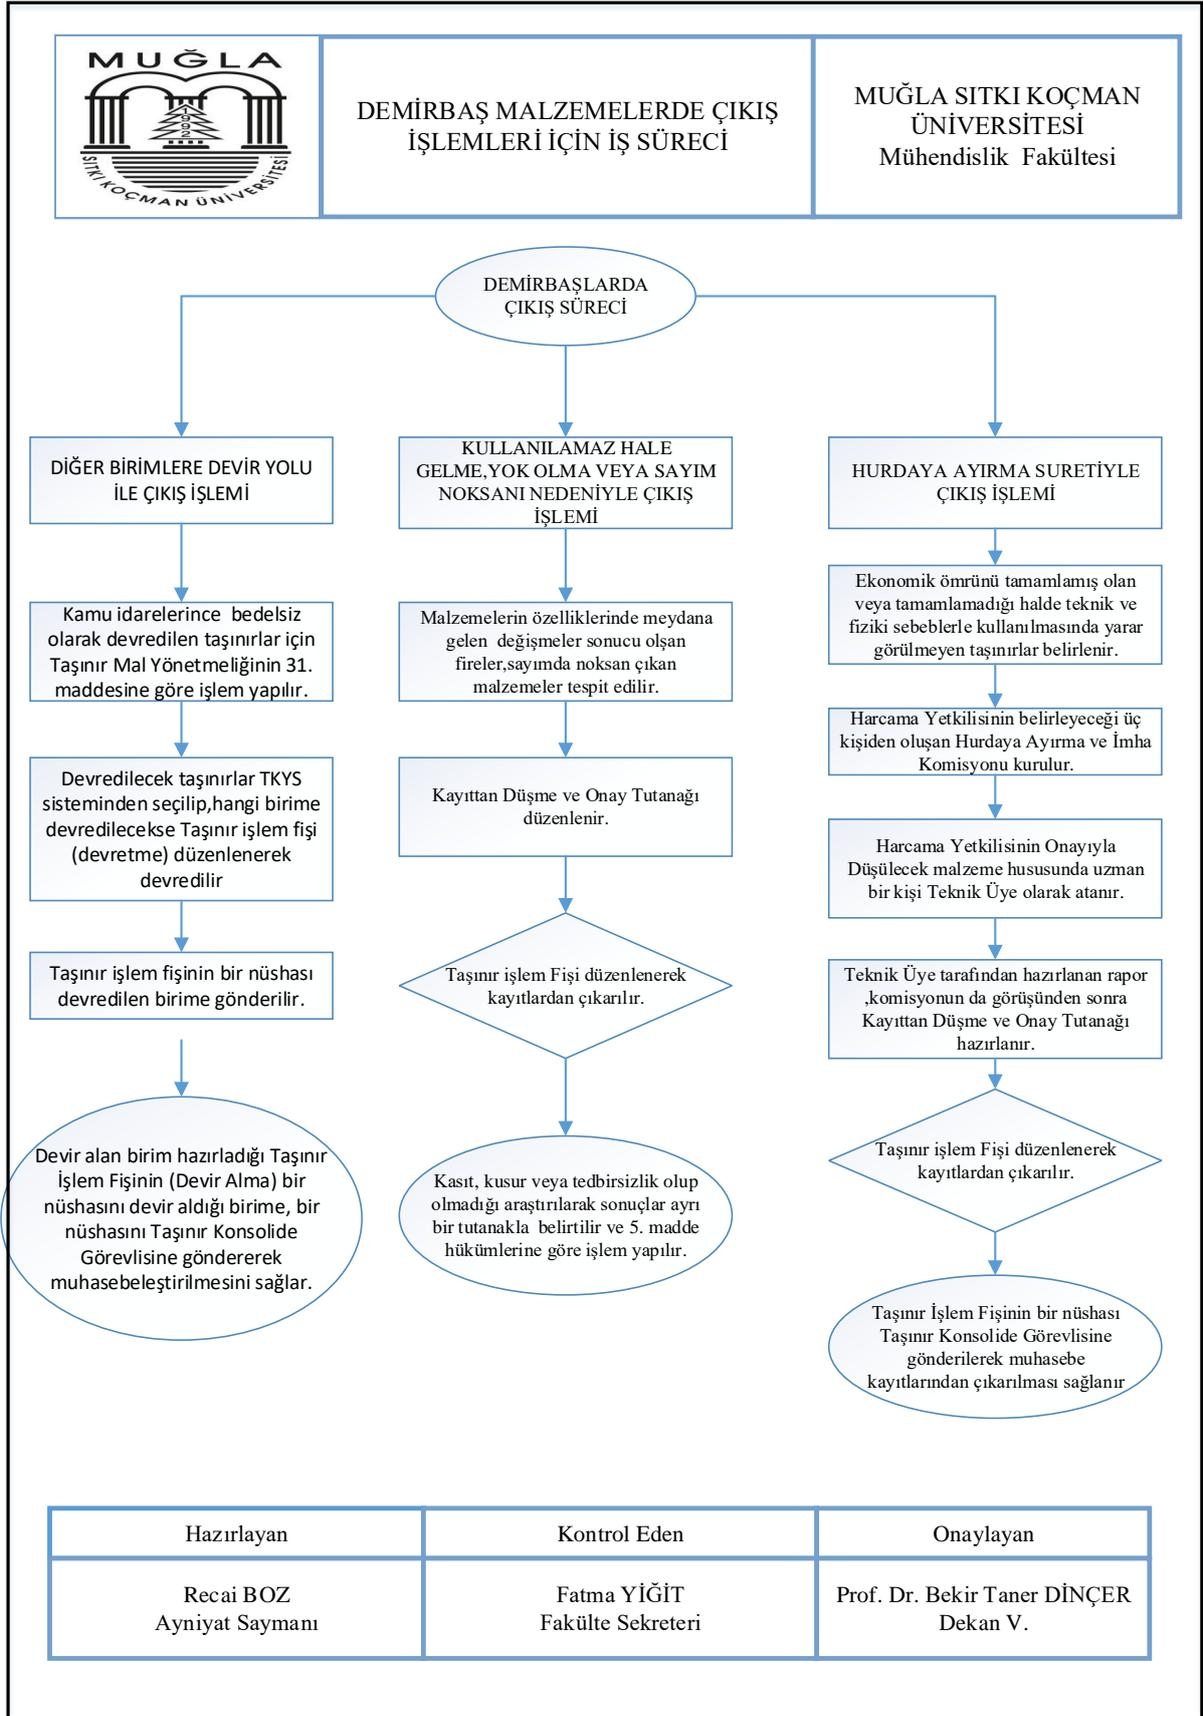 MUĞLA
1992
SITKI KOÇMAN ÜNİVERSİTESİ
DEMİRBAŞ MALZEMELERDE ÇIKIŞ
İŞLEMLERİ İÇİN İŞ SÜRECİ
MUĞLA SITKI KOÇMAN
ÜNİVERSİTESİ
Mühendislik Fakültesi
DEMİRBAŞLARDA
ÇIKIŞ SÜRECİ
DİĞER BİRİMLERE DEVİR YOLU
İLE ÇIKIŞ İŞLEMİ
Kamu idarelerince bedelsiz
olarak devredilen taşınırlar için
Taşınır Mal Yönetmeliğinin 31.
maddesine göre işlem yapılır.
Devredilecek taşınırlar TKYS
sisteminden seçilip,hangi birime
devredilecekse Taşınır işlem fişi
(devretme) düzenlenerek
devredilir
Taşınır işlem fişinin bir nüshası
devredilen birime gönderilir.
Devir alan birim hazırladığı Taşınır
İşlem Fişinin (Devir Alma) bir
nüshasını devir aldığı birime, bir
nüshasını Taşınır Konsolide
Görevlisine göndererek
muhasebeleştirilmesini sağlar.
KULLANILAMAZ HALE
GELME,YOK OLMA VEYA SAYIM
NOKSANI NEDENİYLE ÇIKIŞ
İŞLEMİ
Malzemelerin özelliklerinde meydana
gelen değişmeler sonucu olşan
fireler,sayımda noksan çıkan
malzemeler tespit edilir.
Kayıttan Düşme ve Onay Tutanağı
düzenlenir.
Taşınır işlem Fişi düzenlenerek
kayıtlardan çıkarılır.
Kasıt, kusur veya tedbirsizlik olup
olmadığı araştırılarak sonuçlar ayrı
bir tutanakla belirtilir ve 5. madde
hükümlerine göre işlem yapılır.
HURDAYA AYIRMA SURETİYLE
ÇIKIŞ İŞLEMİ
Ekonomik ömrünü tamamlamış olan
veya tamamlamadığı halde teknik ve
fiziki sebeblerle kullanılmasında yarar
görülmeyen taşınırlar belirlenir.
Harcama Yetkilisinin belirleyeceği üç
kişiden oluşan Hurdaya Ayırma ve İmha
Komisyonu kurulur.
Harcama Yetkilisinin Onayıyla
Düşülecek malzeme hususunda uzman
bir kişi Teknik Üye olarak atanır.
Teknik Üye tarafından hazırlanan rapor
,komisyonun da görüşünden sonra
Kayıttan Düşme ve Onay Tutanağı
hazırlanır.
Taşınır işlem Fişi düzenlenerek
kayıtlardan çıkarılır.
Taşınır İşlem Fişinin bir nüshası
Taşınır Konsolide Görevlisine
gönderilerek muhasebe
kayıtlarından çıkarılması sağlanır
Hazırlayan
Kontrol Eden
Onaylayan
Recai BOZ
Ayniyat Saymanı
Fatma YİĞİT
Fakülte Sekreteri
Prof. Dr. Bekir Taner DİNÇER
Dekan V.